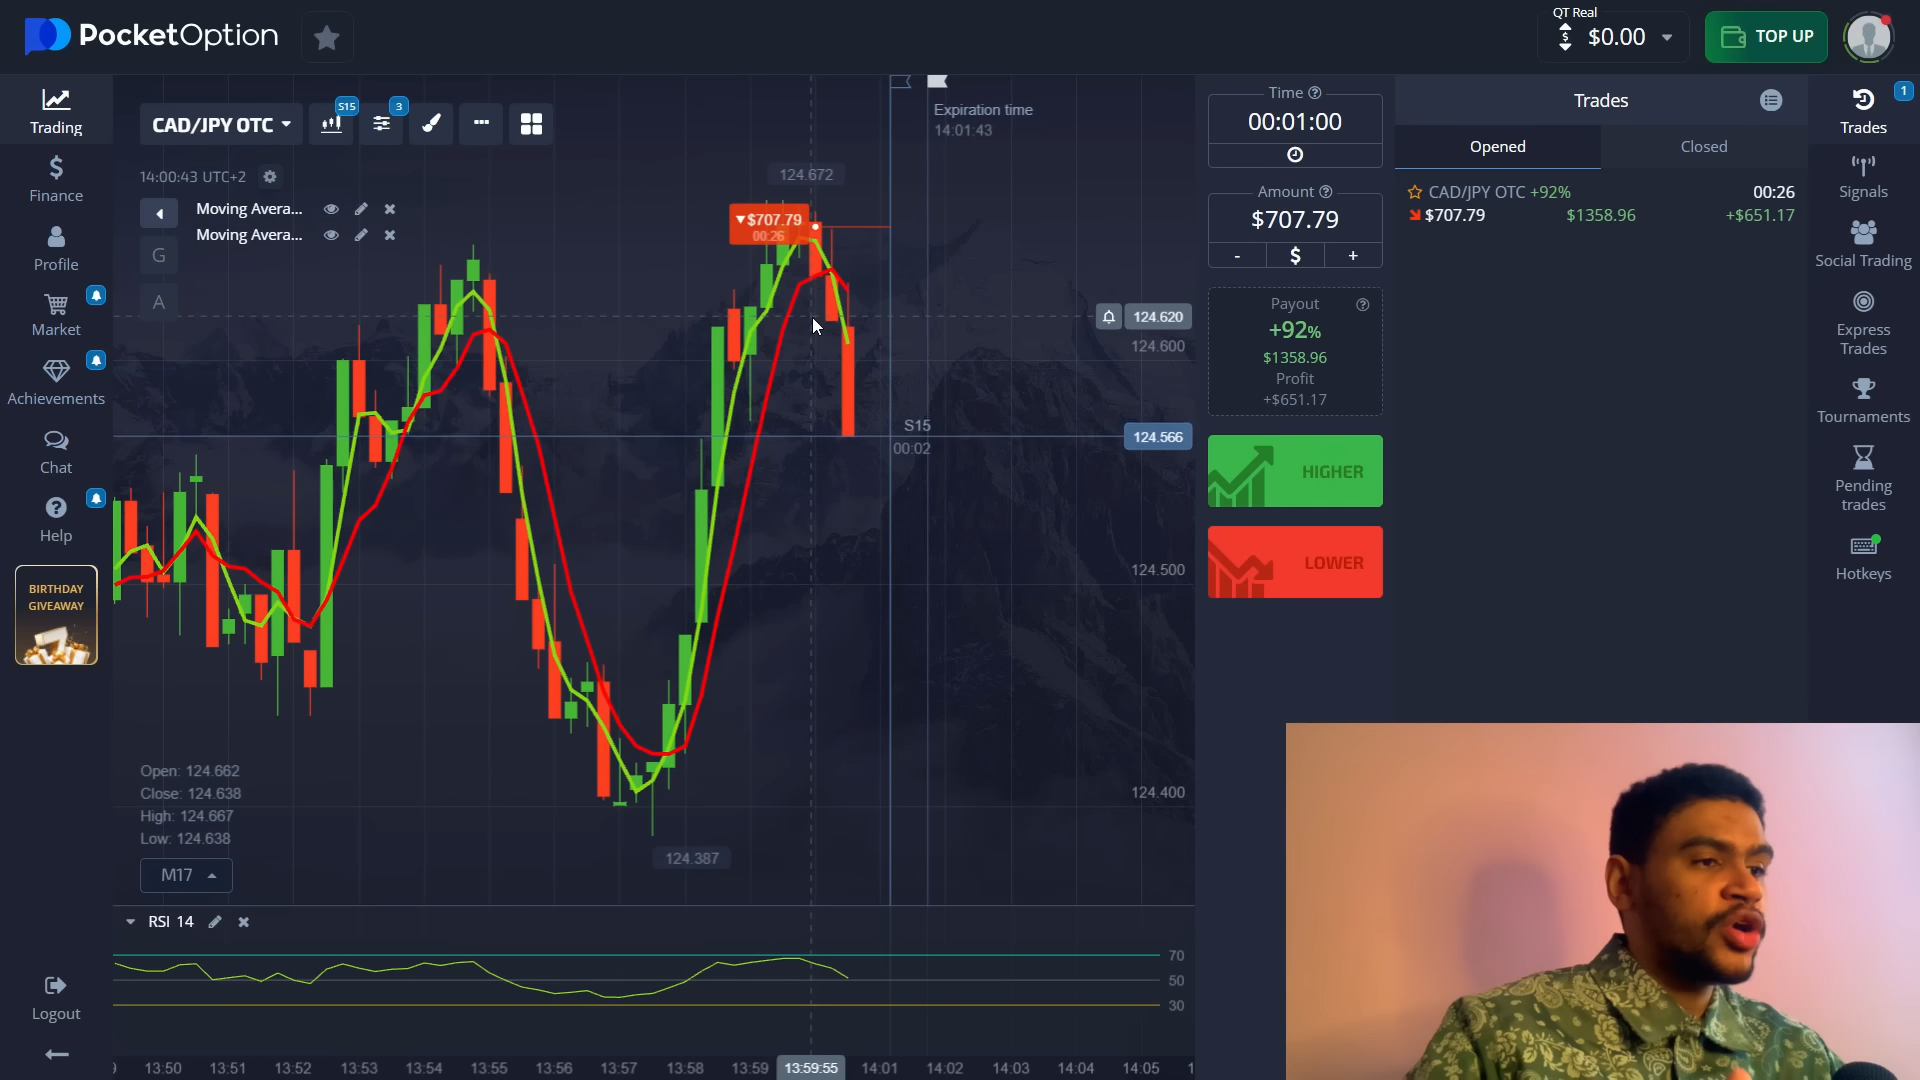 PocketOption
QT Real
$
$0.00
TOP UP
Trading
Finance
Profile
Market
Achievements
Chat
Help
BIRTHDAY
GIVEAWAY
Logout
CAD/JPY OTC
S15
3
14:00:43 UTC+2
Moving Avera...
Moving Avera...
G
A
Expiration time
14:01:43
124.672
$707.79
00:26
124.620
124.600
S15
00:02
124.566
124.500
124.400
124.387
Open: 124.662
Close: 124.638
High: 124.667
Low: 124.638
M17
RSI 14
70
50
30
13:50 13:51 13:52 13:53 13:54 13:55 13:56 13:57 13:58 13:59 13:59:55 14:01 14:02 14:03 14:04 14:05
Time
00:01:00
Amount
$707.79
- $ +
Payout
+92%
$1358.96
Profit
+$651.17
HIGHER
LOWER
Trades
Opened
Closed
CAD/JPY OTC +92% 00:26
$707.79 $1358.96 +$651.17
1
Trades
Signals
Social Trading
Express
Trades
Tournaments
Pending
trades
Hotkeys